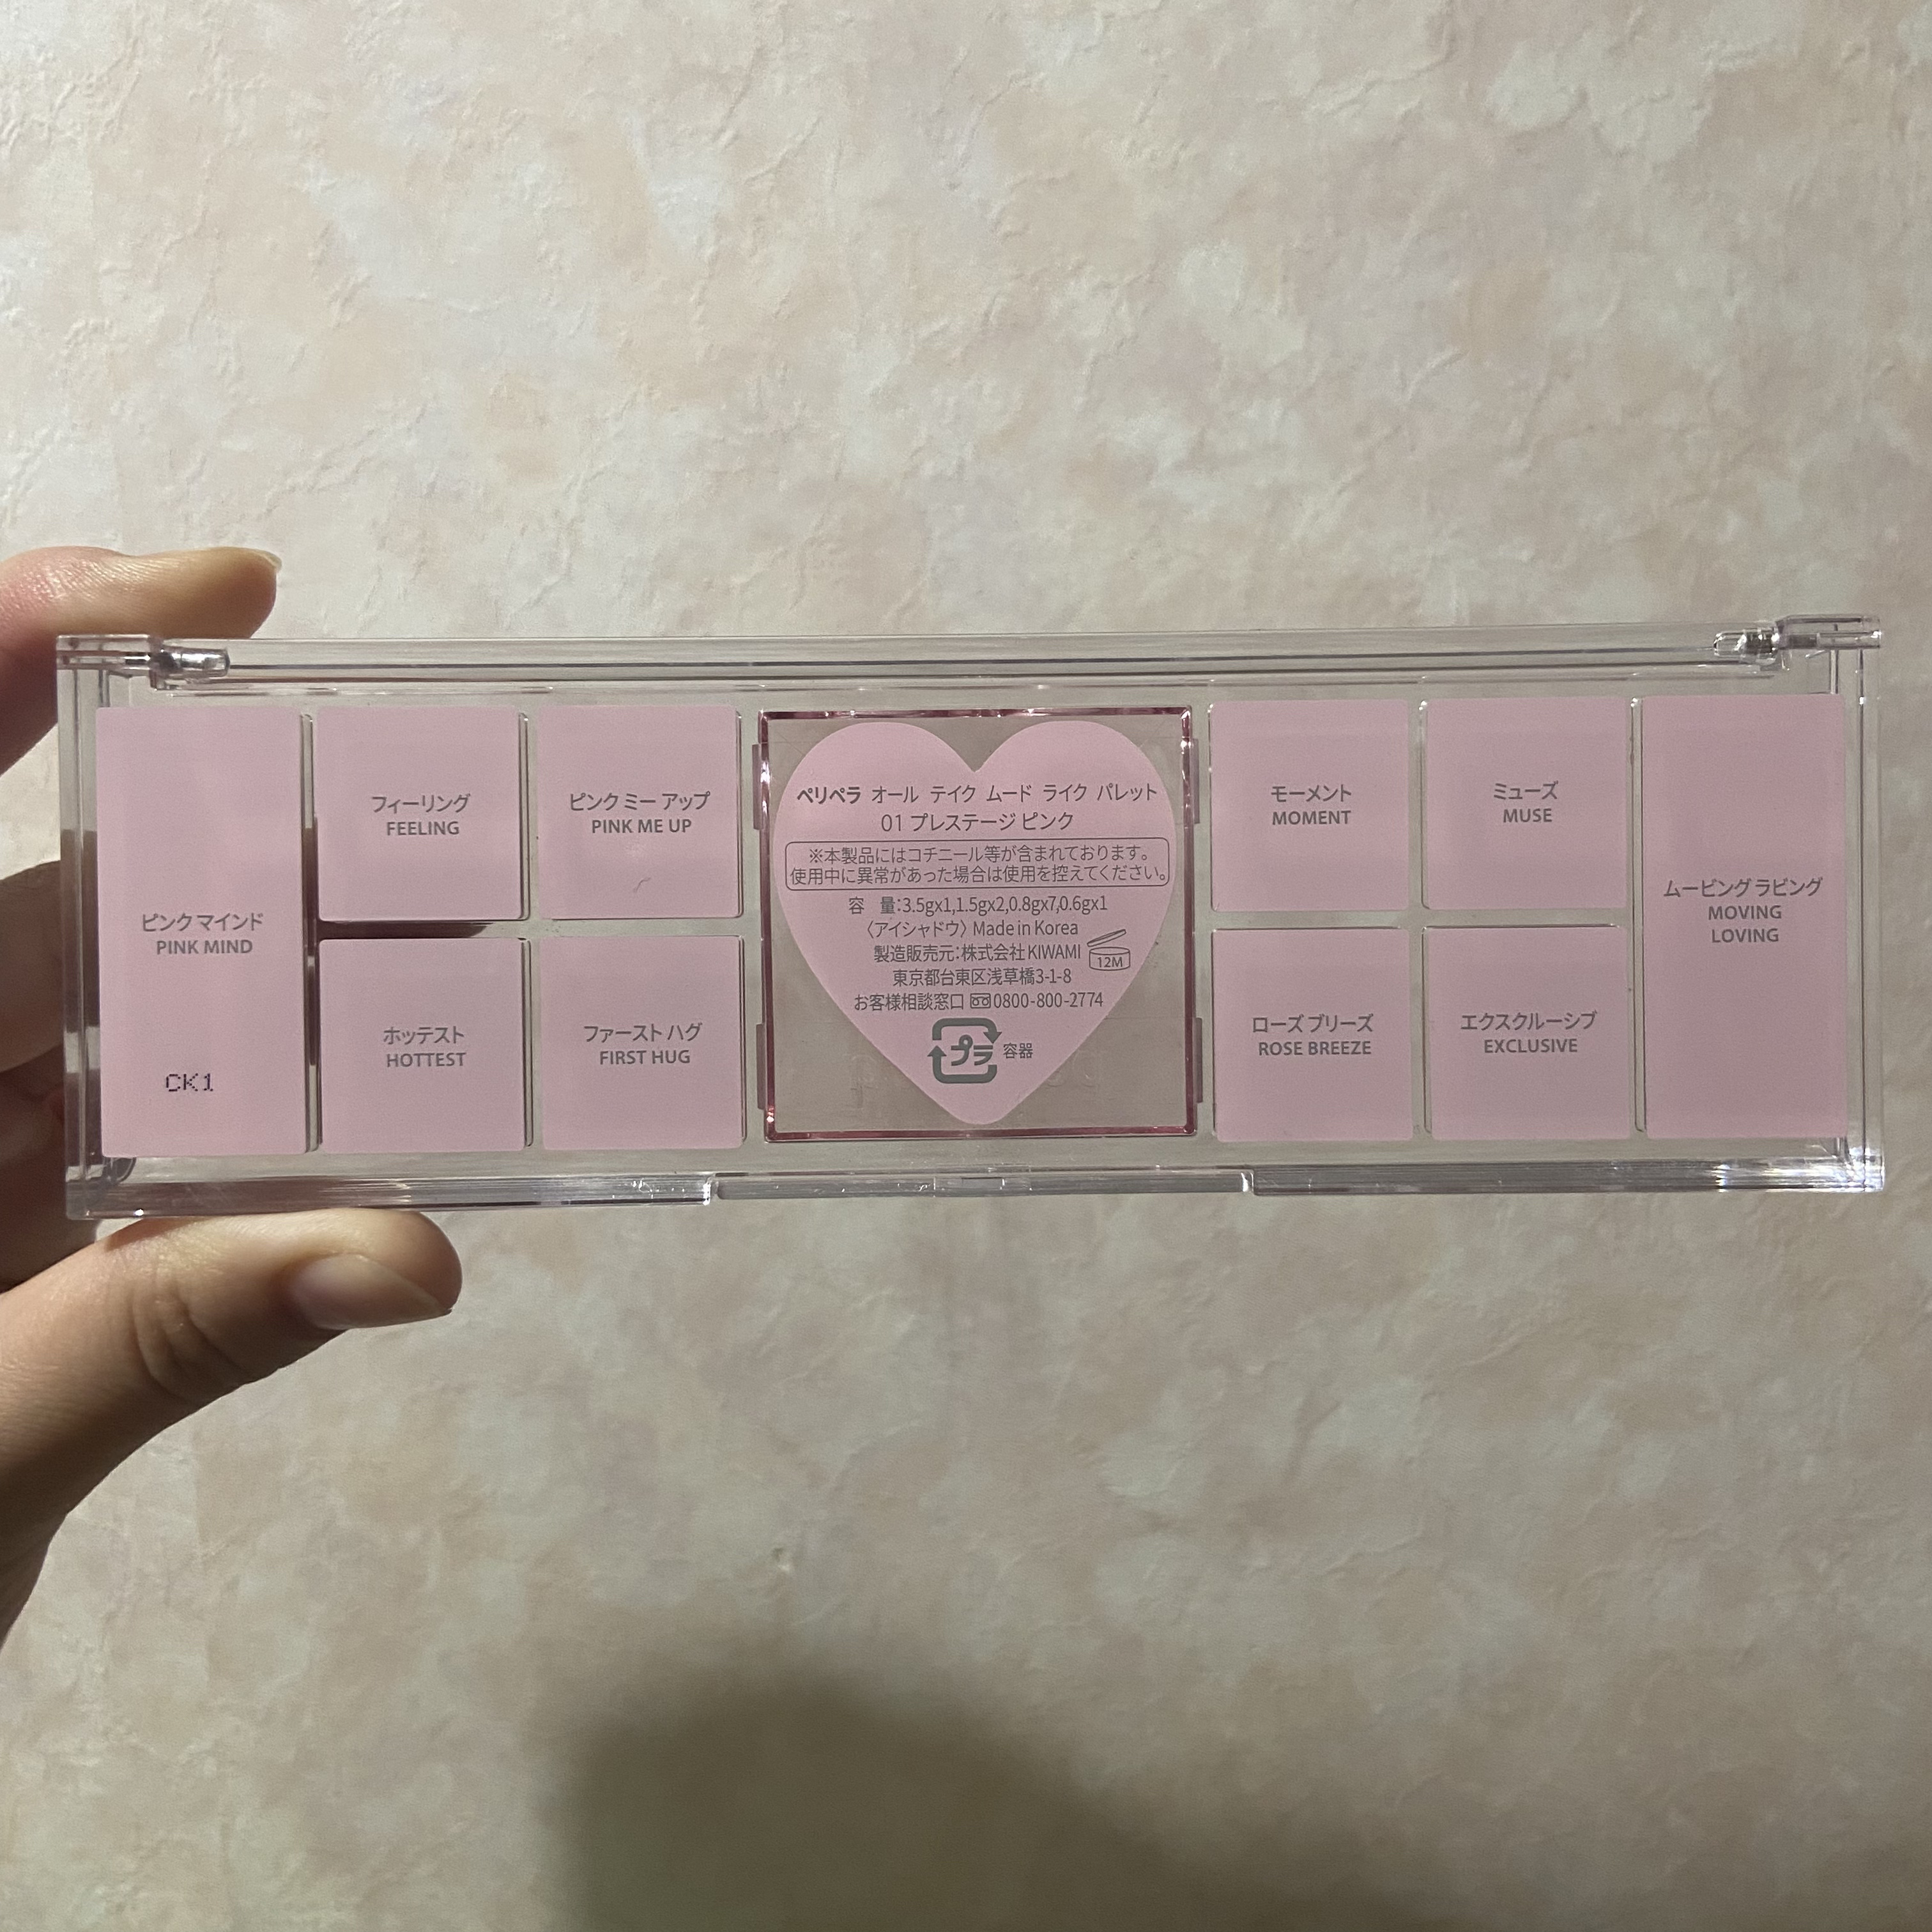 ピンク マインド
PINK MIND
CK1
フィーリング
FEELING
ピンク ミー アップ
PINK ME UP
ホッテスト
HOTTEST
ファースト ハグ
FIRST HUG
ペリペラ オール テイク ムード ライク パレット
01 プレステージ ピンク
※本製品にはコチニール等が含まれております。
使用中に異常があった場合は使用を控えてください。
容 量:3.5gx1,1.5gx2,0.8gx7,0.6gx1
〈アイシャドウ〉 Made in Korea
製造販売元:株式会社 KIWAMI
12M
東京都台東区浅草橋3-1-8
お客様相談窓口 0800-800-2774
プラ 容器
モーメント
MOMENT
ミューズ
MUSE
ローズ ブリーズ
ROSE BREEZE
エクスクルーシブ
EXCLUSIVE
ムービング ラビング
MOVING
LOVING